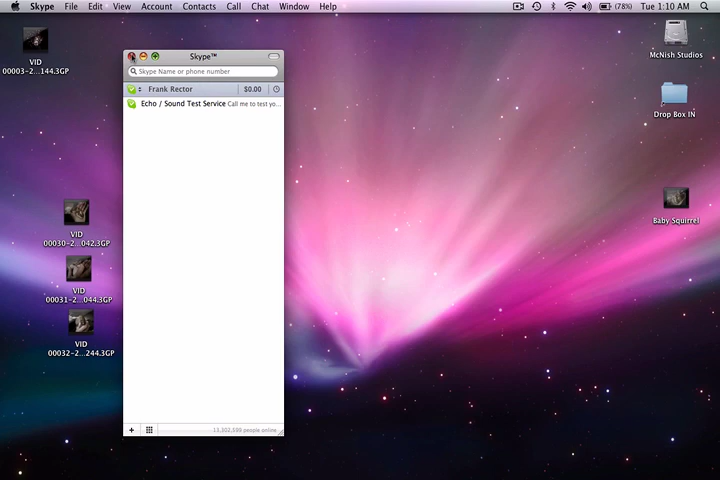 Skype File Edit View Account Contacts Call Chat Window Help (78%) Tue 1:10 AM
VID
00003-2...144.3GP
Skype™
Skype Name or phone number
Frank Rector $0.00
Echo / Sound Test Service Call me to test yo...
McNish Studios
Drop Box IN
Baby Squirrel
VID
00030-2...042.3GP
VID
00031-2...044.3GP
VID
00032-2...244.3GP
13,302,599 people online